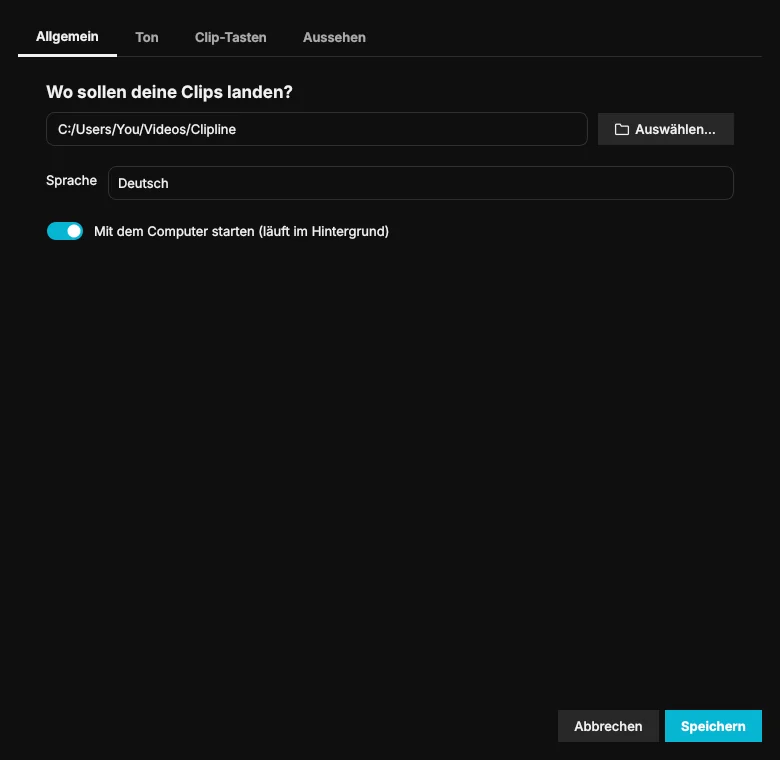 Allgemein Ton Clip-Tasten Aussehen
Wo sollen deine Clips landen?
C:/Users/You/Videos/Clipline Auswählen...
Sprache Deutsch
Mit dem Computer starten (läuft im Hintergrund)
Abbrechen Speichern